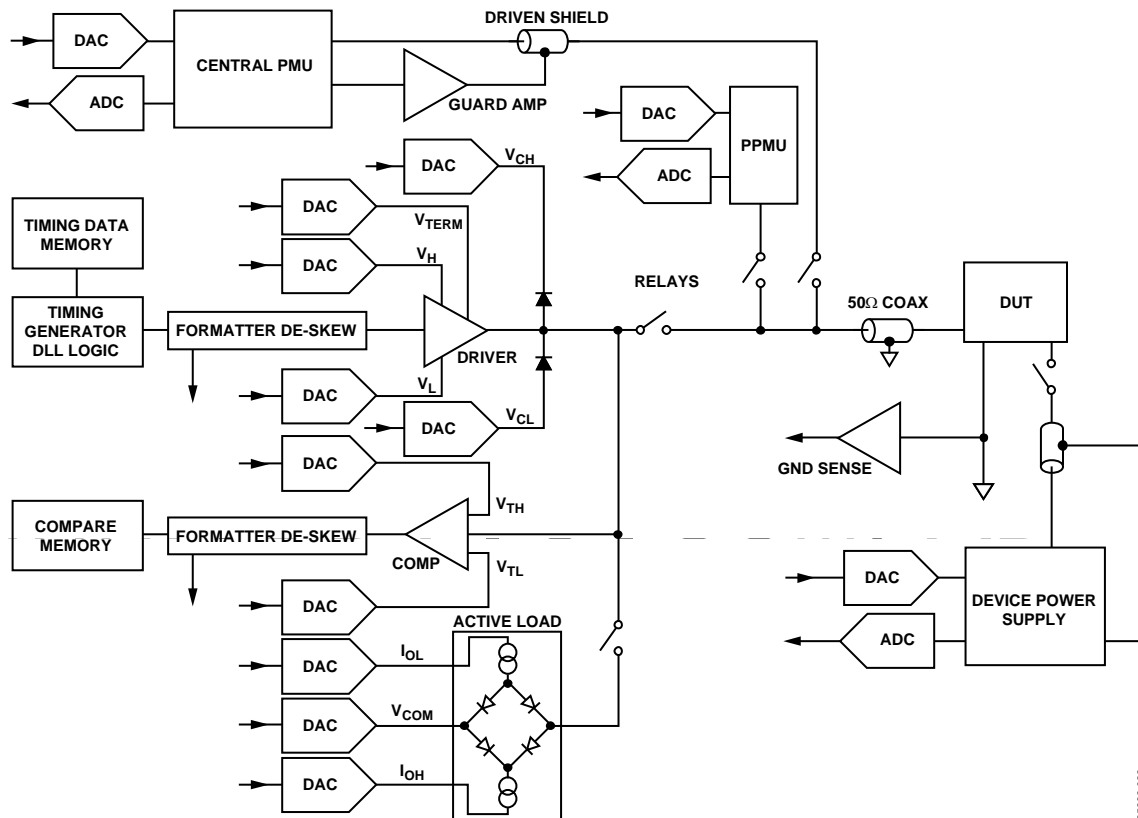 DRIVEN SHIELD
DAC
CENTRAL PMU
ADC
GUARD AMP
DAC
PPMU
ADC
DAC
V_CH
DAC
V_TERM
TIMING DATA
MEMORY
DAC
V_H
RELAYS
50Ω COAX
DUT
TIMING
GENERATOR
DLL LOGIC
FORMATTER DE-SKEW
DRIVER
DAC
V_L
DAC
V_CL
GND SENSE
DAC
V_TH
COMPARE
MEMORY
FORMATTER DE-SKEW
COMP
V_TL
DAC
DAC
DEVICE POWER
SUPPLY
ADC
ACTIVE LOAD
DAC
I_OL
DAC
V_COM
DAC
I_OH